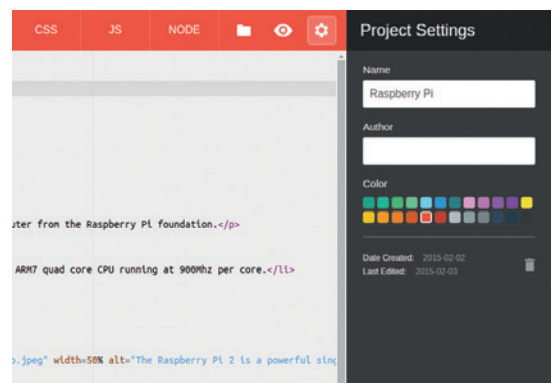 CSS JS NODE
Project Settings
Name
Raspberry Pi
Author
Color
uter from the Raspberry Pi foundation.</p>
ARM7 quad core CPU running at 900Mhz per core.</li>
Date Created: 2015-02-02
Last Edited: 2015-02-03
.jpeg" width=50% alt="The Raspberry Pi 2 is a powerful sing